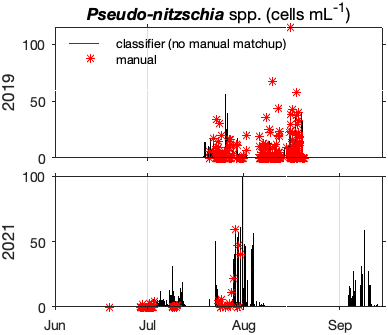 Pseudo-nitzschia spp. (cells mL-1)
classifier (no manual matchup)
manual
100
50
0
2019
100
50
0
2021
Jun Jul Aug Sep